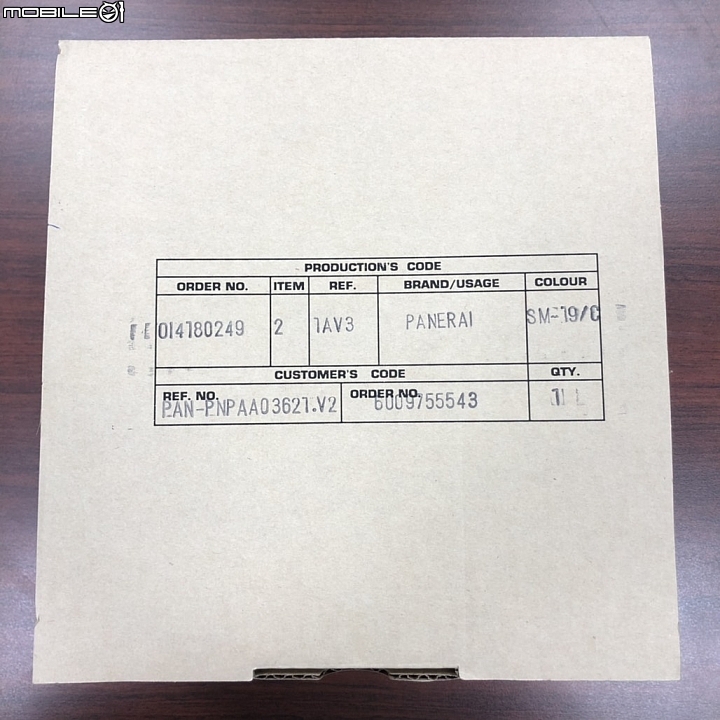 MOBILE01
PRODUCTION'S CODE
ORDER NO. ITEM REF. BRAND/USAGE COLOUR
014180249 2 1AV3 PANERAI SM-19/C
CUSTOMER'S CODE QTY.
REF. NO. ORDER NO.
PAN-PNPAA03621.V2 6009755543